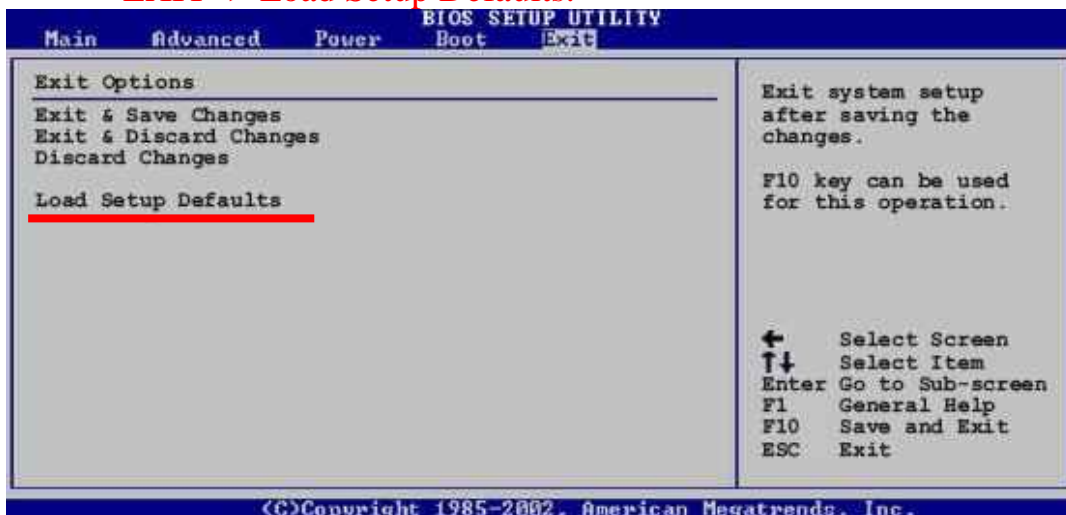 Load Setup Defaults.
BIOS SETUP UTILITY
Main Advanced Power Boot Exit
Exit Options
Exit & Save Changes
Exit & Discard Changes
Discard Changes
Load Setup Defaults
Exit system setup
after saving the
changes.
F10 key can be used
for this operation.
← Select Screen
↑↓ Select Item
Enter Go to Sub-screen
F1 General Help
F10 Save and Exit
ESC Exit
(C)Copyright 1985-2002, American Megatrends, Inc.